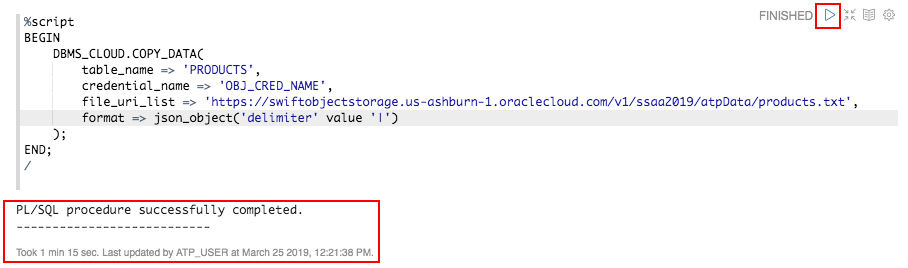 FINISHED
%script
BEGIN
DBMS_CLOUD.COPY_DATA(
table_name => 'PRODUCTS',
credential_name => 'OBJ_CRED_NAME',
file_uri_list => 'https://swiftobjectstorage.us-ashburn-1.oraclecloud.com/v1/ssaa2019/atpData/products.txt',
format => json_object('delimiter' value '|')
);
END;
/
PL/SQL procedure successfully completed.
---------------------------
Took 1 min 15 sec. Last updated by ATP_USER at March 25 2019, 12:21:38 PM.